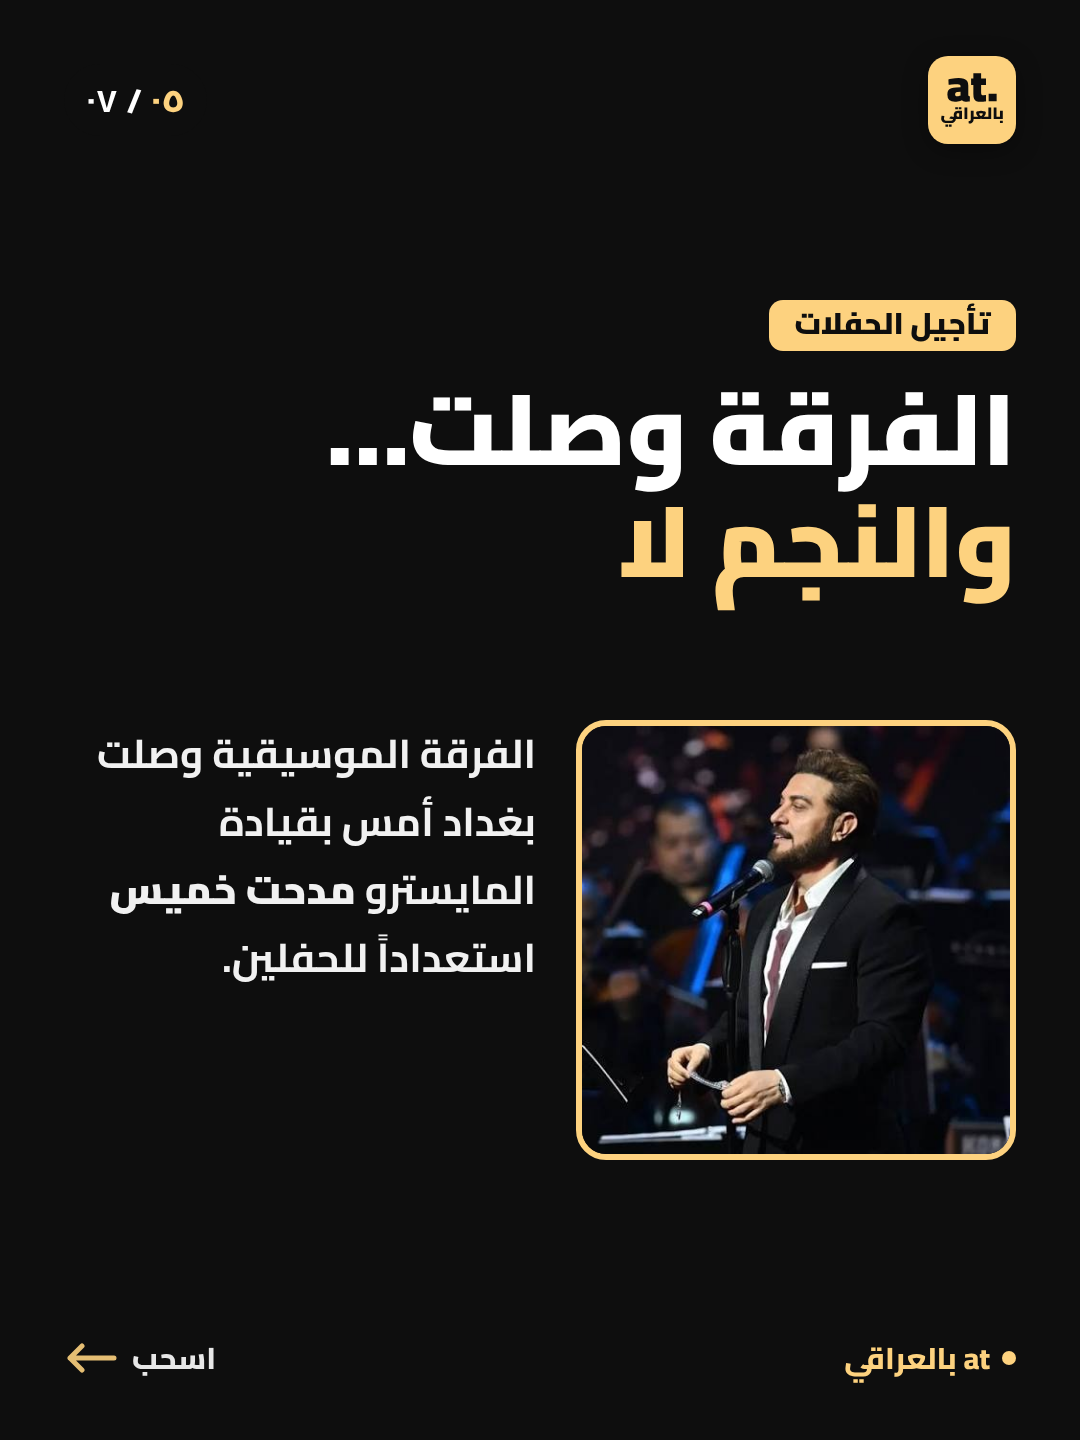 at.
بالعراقي
٠٥ / ٠٧
تأجيل الحفلات
الفرقة وصلت...
والنجم لا
الفرقة الموسيقية وصلت
بغداد أمس بقيادة
المايسترو مدحت خميس
استعداداً للحفلين.
at بالعراقي
اسحب